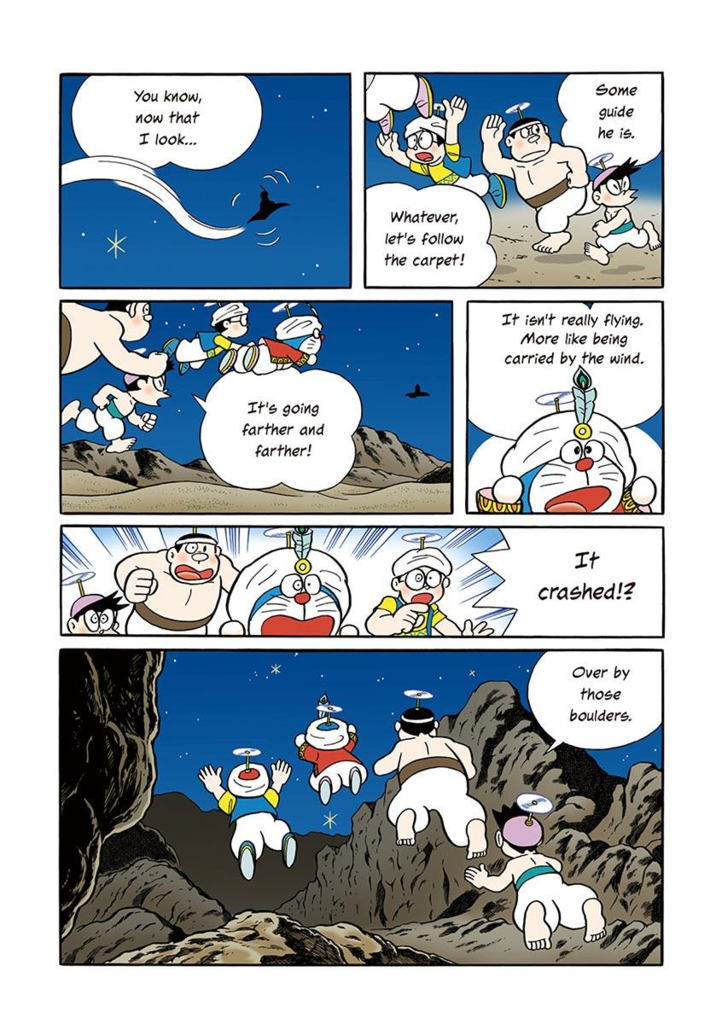 You know,
now that
I look...
Some
guide
he is.
Whatever,
let's follow
the carpet!
It's going
farther and
farther!
It isn't really flying.
More like being
carried by the wind.
It
crashed!?
Over by
those
boulders.